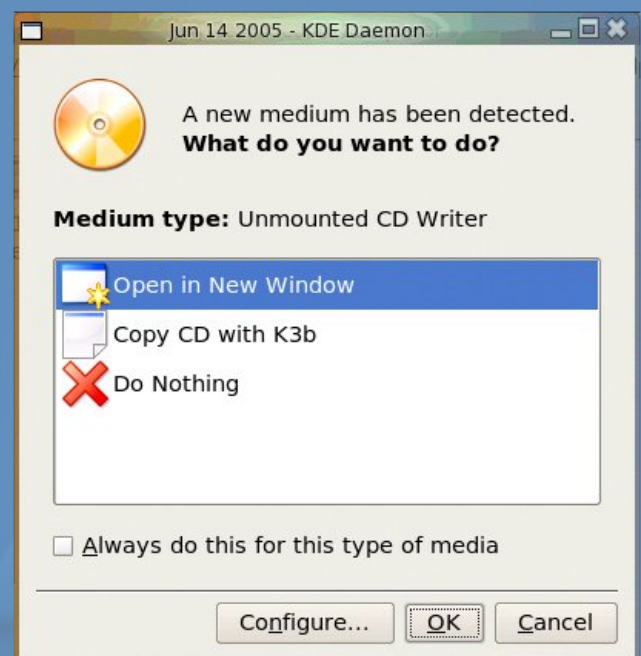 Jun 14 2005 - KDE Daemon
A new medium has been detected.
What do you want to do?
Medium type: Unmounted CD Writer
Open in New Window
Copy CD with K3b
Do Nothing
Always do this for this type of media
Configure... OK Cancel